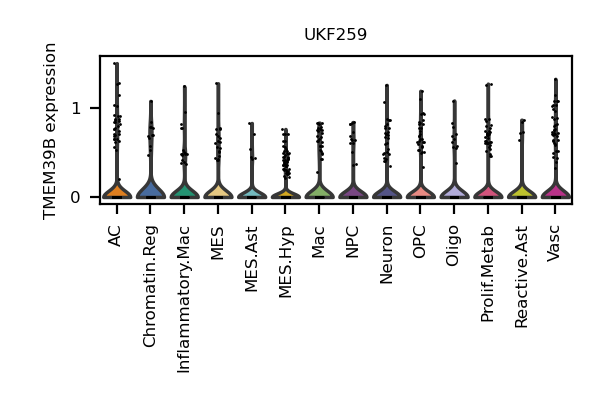 UKF259
TMEM39B expression
1
0
AC
Chromatin.Reg
Inflammatory.Mac
MES
MES.Ast
MES.Hyp
Mac
NPC
Neuron
OPC
Oligo
Prolif.Metab
Reactive.Ast
Vasc